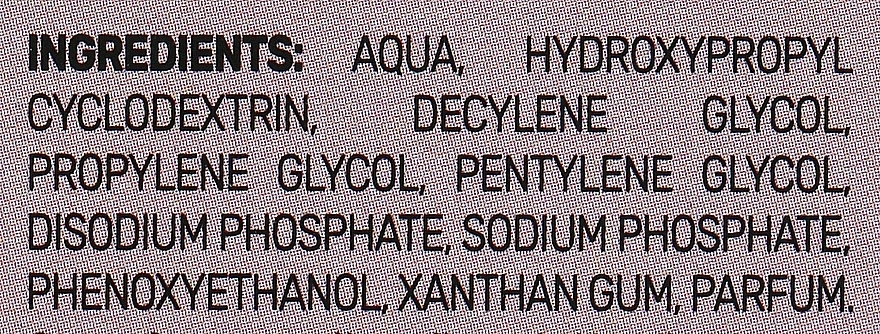 INGREDIENTS: AQUA, HYDROXYPROPYL
CYCLODEXTRIN, DECYLENE GLYCOL,
PROPYLENE GLYCOL, PENTYLENE GLYCOL,
DISODIUM PHOSPHATE, SODIUM PHOSPHATE,
PHENOXYETHANOL, XANTHAN GUM, PARFUM.